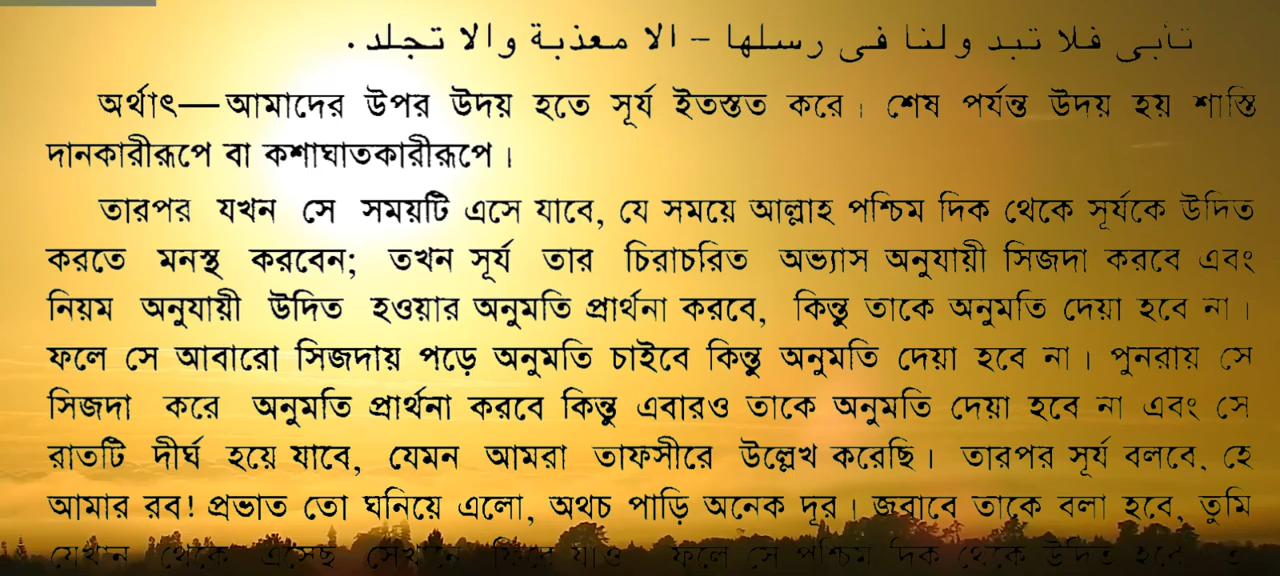 تأبى فلا تبد ولنا فى رسلها – الا معذبة والا تجلد .
অর্থাৎ—আমাদের উপর উদয় হতে সূর্য ইতস্তত করে। শেষ পর্যন্ত উদয় হয় শাস্তি
দানকারীরূপে বা কশাঘাতকারীরূপে।
তারপর যখন সে সময়টি এসে যাবে, যে সময়ে আল্লাহ পশ্চিম দিক থেকে সূর্যকে উদিত
করতে মনস্থ করবেন; তখন সূর্য তার চিরাচরিত অভ্যাস অনুযায়ী সিজদা করবে এবং
নিয়ম অনুযায়ী উদিত হওয়ার অনুমতি প্রার্থনা করবে, কিন্তু তাকে অনুমতি দেয়া হবে না।
ফলে সে আবারো সিজদায় পড়ে অনুমতি চাইবে কিন্তু অনুমতি দেয়া হবে না। পুনরায় সে
সিজদা করে অনুমতি প্রার্থনা করবে কিন্তু এবারও তাকে অনুমতি দেয়া হবে না এবং সে
রাতটি দীর্ঘ হয়ে যাবে, যেমন আমরা তাফসীরে উল্লেখ করেছি। তারপর সূর্য বলবে, হে
আমার রব! প্রভাত তো ঘনিয়ে এলো, অথচ পাড়ি অনেক দূর। জবাবে তাকে বলা হবে, তুমি
যেখান থেকে এসেছ সেখানে ফিরে যাও ফলে সে পশ্চিম দিক থেকে উদিত হবে